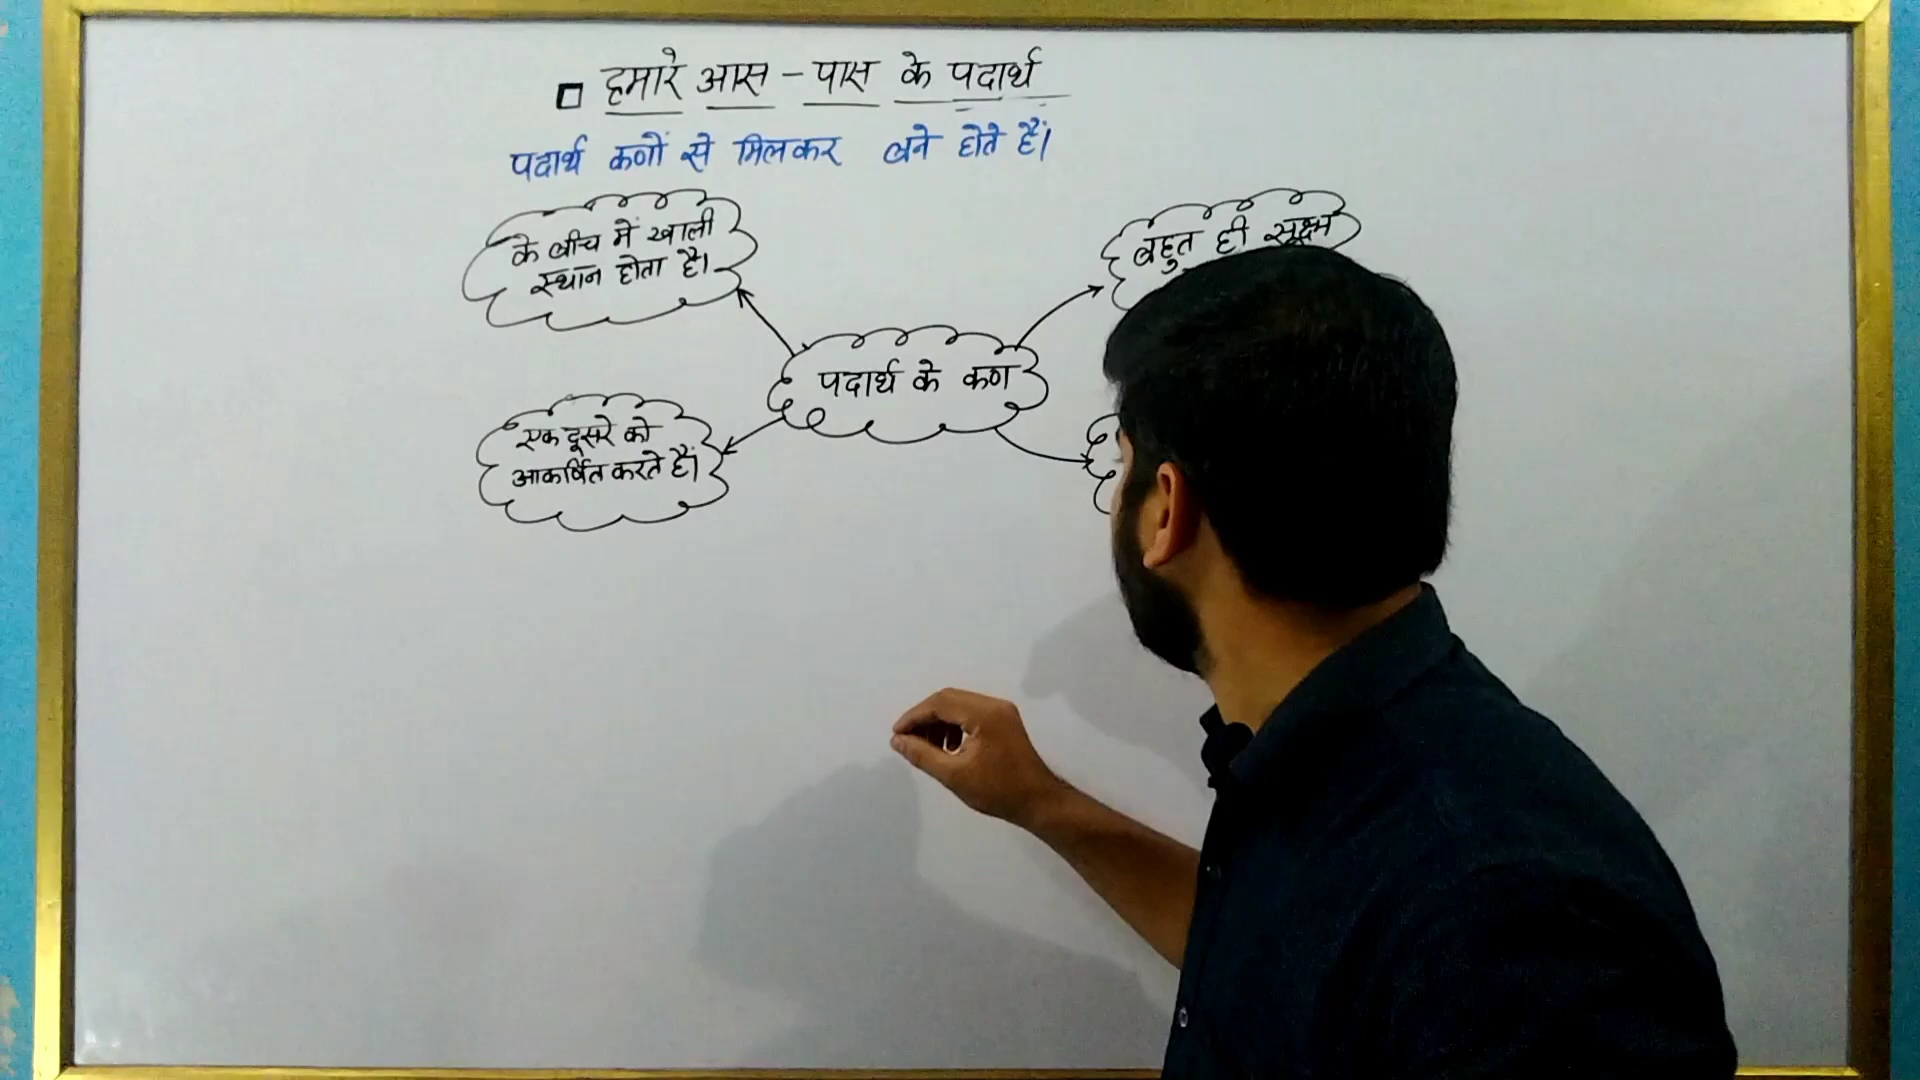 हमारे आस-पास के पदार्थ
पदार्थ कणों से मिलकर बने होते हैं।
के बीच में खाली
स्थान होता है।
बहुत ही सूक्ष्म
पदार्थ के कण
एक दूसरे को
आकर्षित करते हैं।